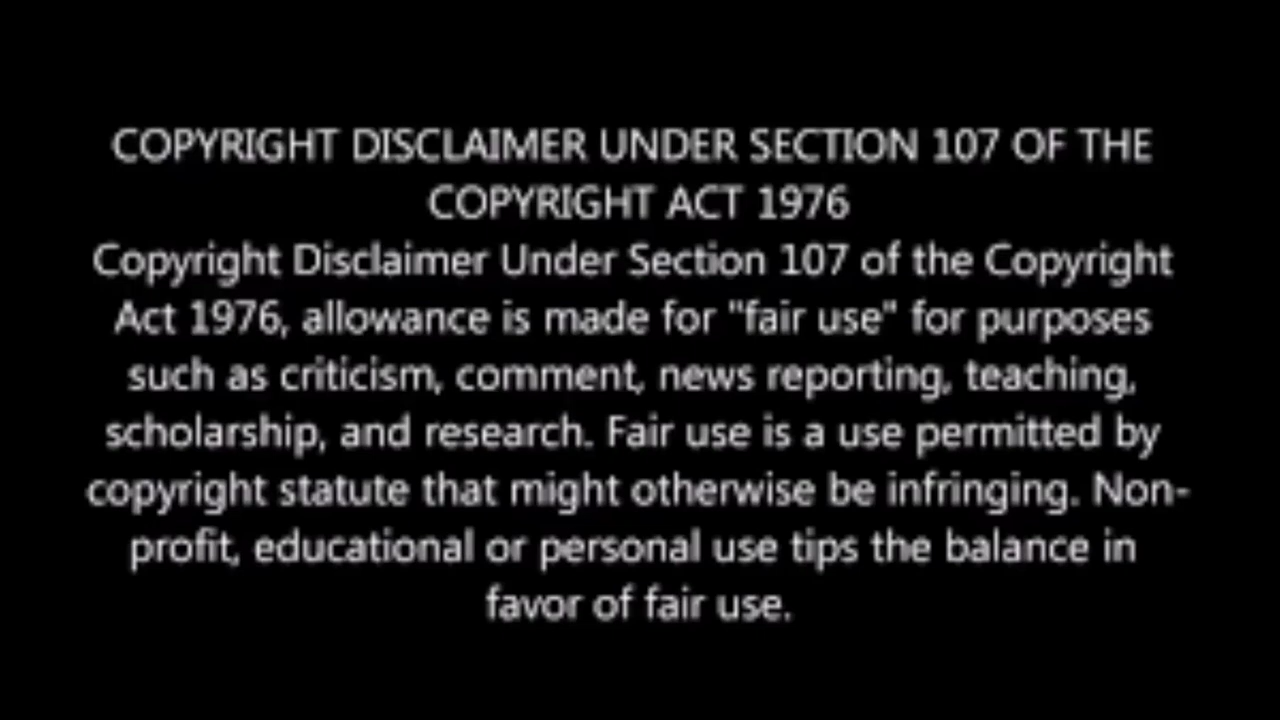 COPYRIGHT DISCLAIMER UNDER SECTION 107 OF THE
COPYRIGHT ACT 1976
Copyright Disclaimer Under Section 107 of the Copyright
Act 1976, allowance is made for "fair use" for purposes
such as criticism, comment, news reporting, teaching,
scholarship, and research. Fair use is a use permitted by
copyright statute that might otherwise be infringing. Non-
profit, educational or personal use tips the balance in
favor of fair use.